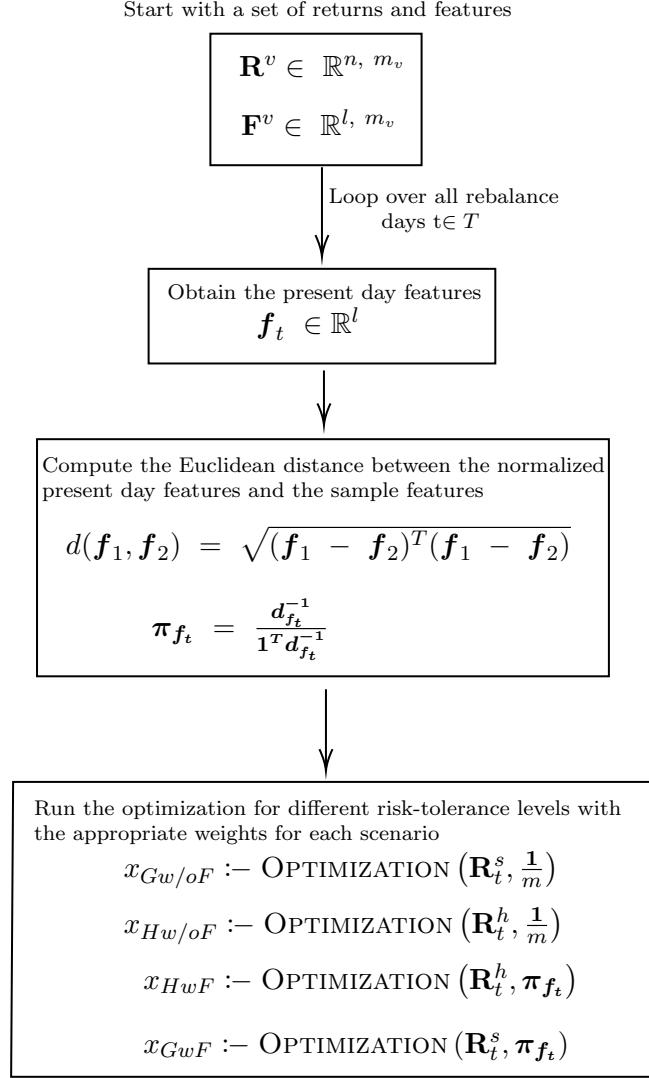 Start with a set of returns and features
𝐑^v ∈ ℝ^{n, m_v}
𝐅^v ∈ ℝ^{l, m_v}
Loop over all rebalance
days t∈ T
Obtain the present day features
𝒇_t ∈ ℝ^l
Compute the Euclidean distance between the normalized
present day features and the sample features
d(𝒇_1, 𝒇_2) = √((𝒇_1 − 𝒇_2)^T(𝒇_1 − 𝒇_2))
𝝅_{𝒇_t} = d_{f_t}^{−1} / 1^T d_{f_t}^{−1}
Run the optimization for different risk-tolerance levels with
the appropriate weights for each scenario
x_{Gw/oF} :− OPTIMIZATION (𝐑_t^s, 𝟏/m)
x_{Hw/oF} :− OPTIMIZATION (𝐑_t^h, 𝟏/m)
x_{HwF} :− OPTIMIZATION (𝐑_t^h, 𝝅_{𝒇_t})
x_{GwF} :− OPTIMIZATION (𝐑_t^s, 𝝅_{𝒇_t})